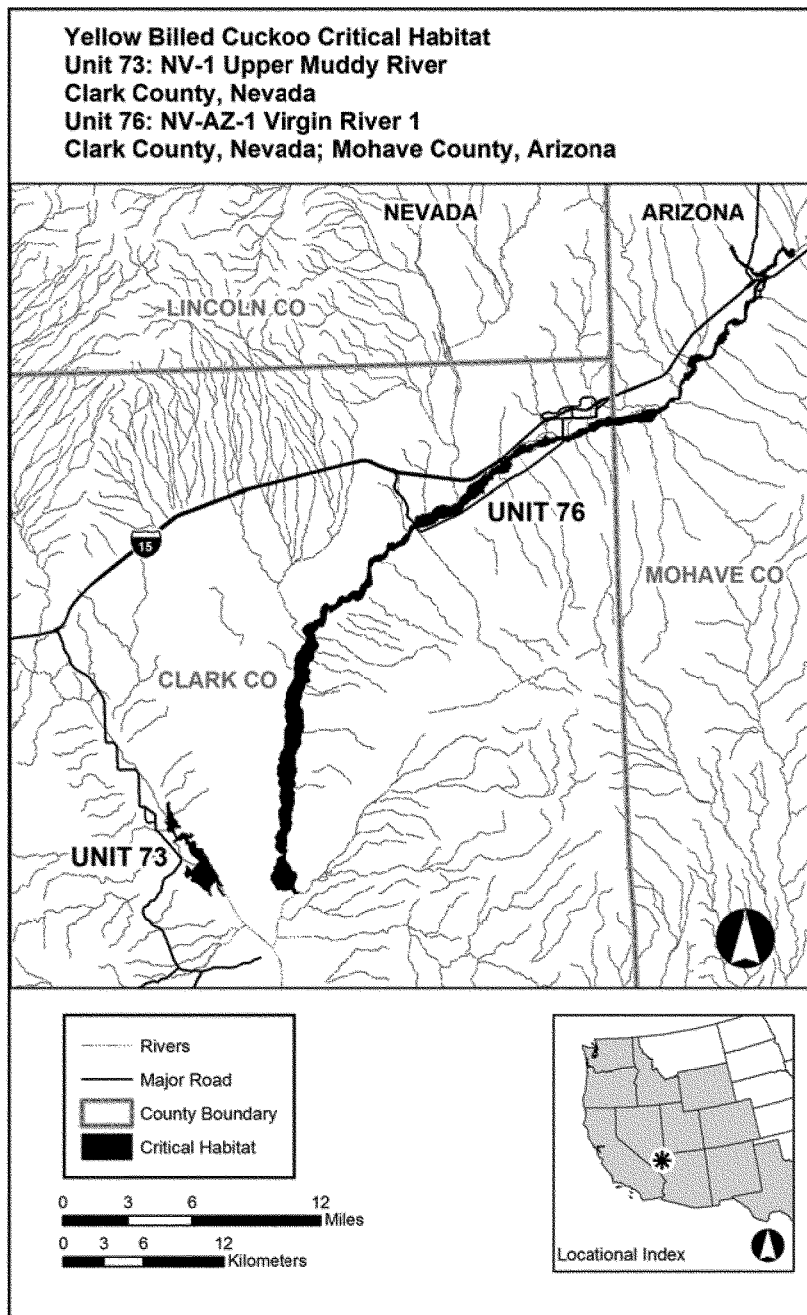 Yellow Billed Cuckoo Critical Habitat
Unit 73: NV-1 Upper Muddy River
Clark County, Nevada
Unit 76: NV-AZ-1 Virgin River 1
Clark County, Nevada; Mohave County, Arizona
NEVADA
ARIZONA
LINCOLN CO
UNIT 76
15
MOHAVE CO
CLARK CO
UNIT 73
Rivers
Major Road
County Boundary
Critical Habitat
0 3 6 12
Miles
0 3 6 12
Kilometers
Locational Index